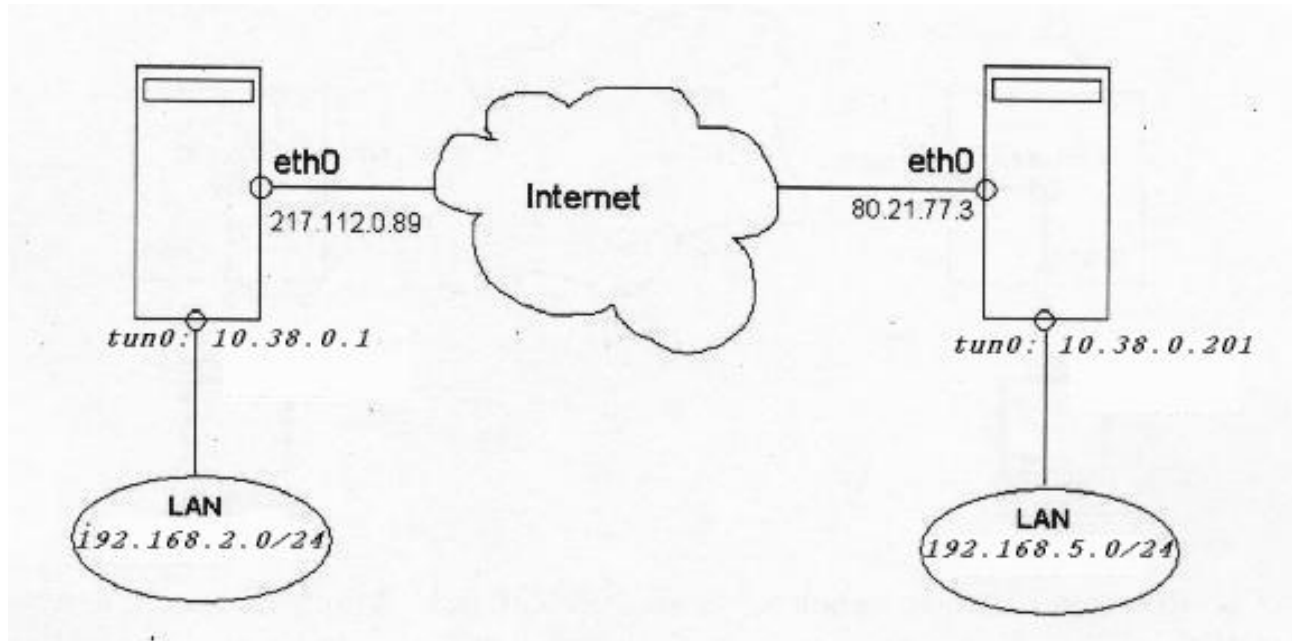 eth0
217.112.0.89
Internet
eth0
80.21.77.3
tun0: 10.38.0.1
tun0: 10.38.0.201
LAN
192.168.2.0/24
LAN
192.168.5.0/24